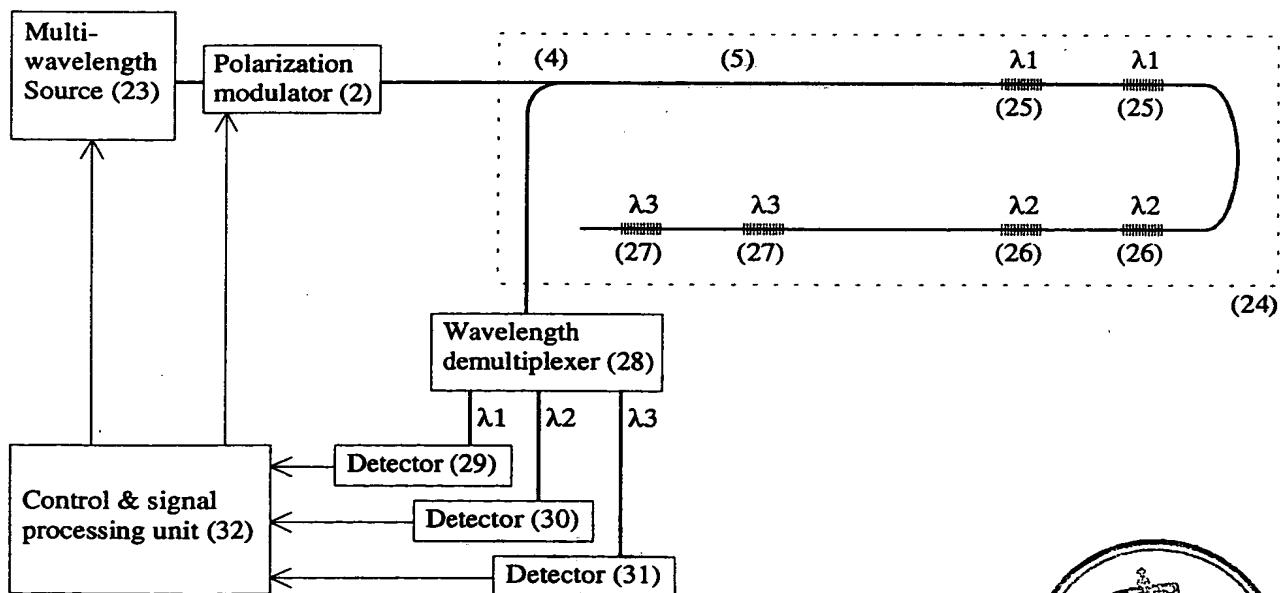 Multi-
wavelength
Source (23)
Polarization
modulator (2)
(4)
(5)
λ1
λ1
(25)
(25)
λ3
λ3
λ2
λ2
(27)
(27)
(26)
(26)
(24)
Wavelength
demultiplexer (28)
λ1
λ2
λ3
Detector (29)
Control & signal
processing unit (32)
Detector (30)
Detector (31)